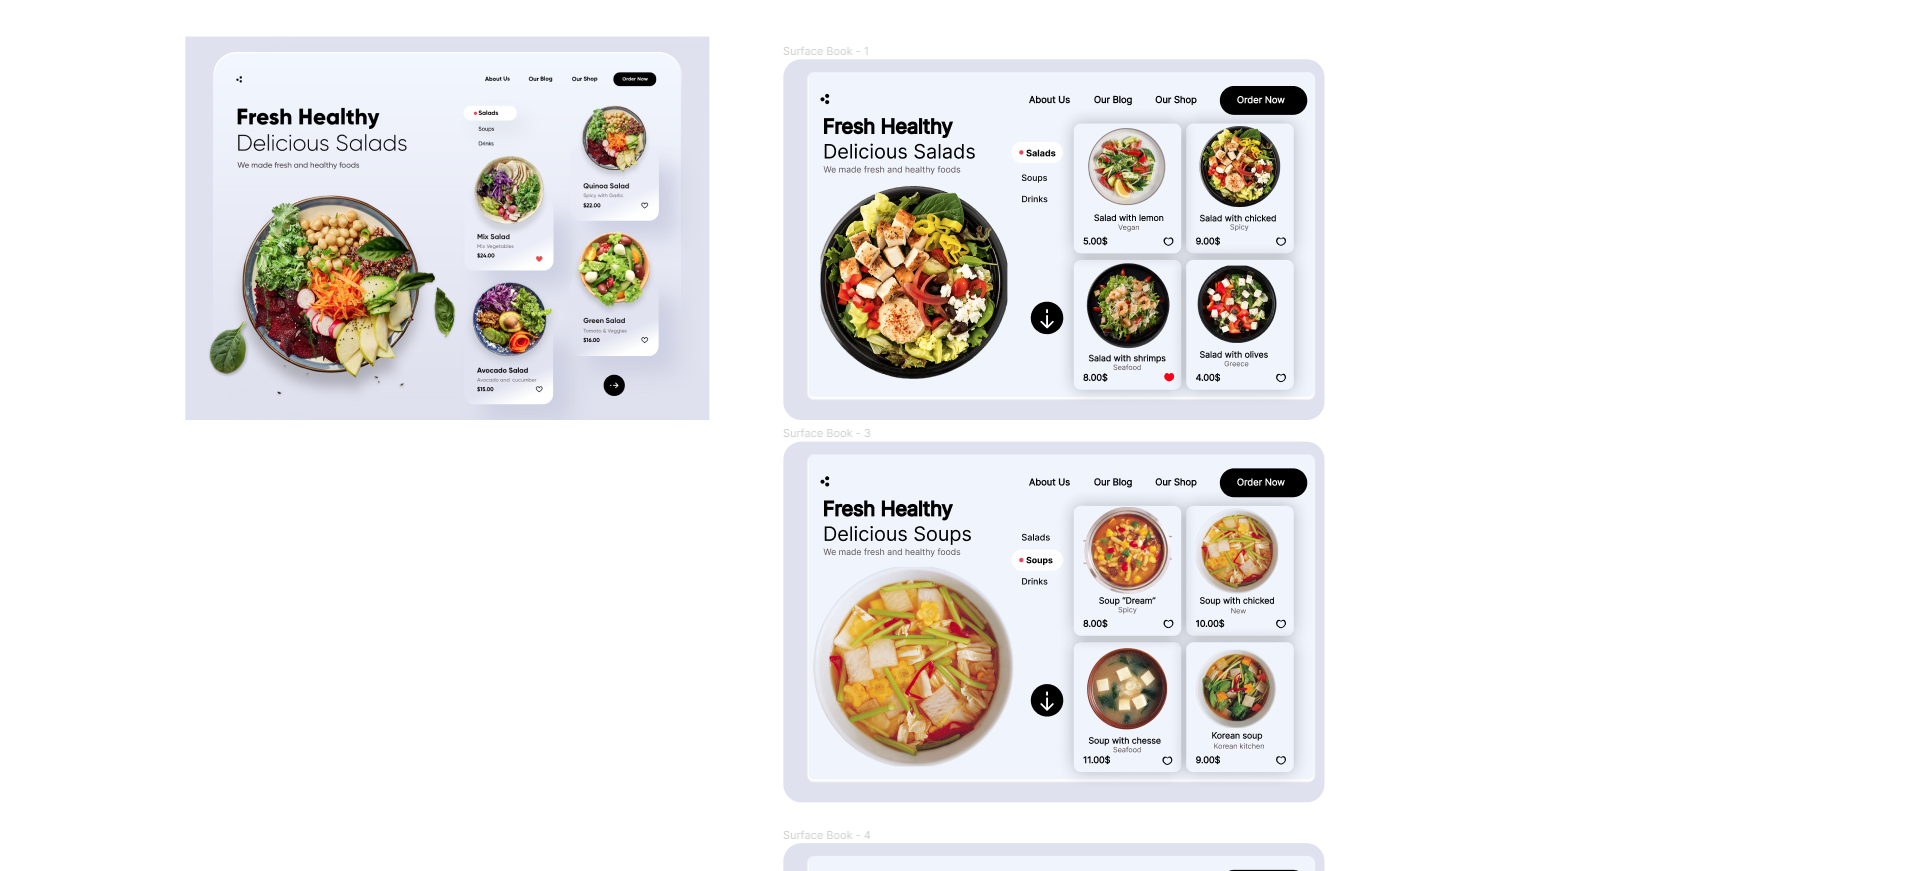 About Us
Our Blog
Our Shop
Order Now
Fresh Healthy
Delicious Salads
We made fresh and healthy foods
Salads
Soups
Drinks
Quinoa Salad
Spicy with Garlic
$22.00
Mix Salad
Mix Vegetables
$24.00
Green Salad
Tomato & Veggies
$16.00
Avocado Salad
Avocado and cucumber
$15.00
Surface Book - 1
About Us
Our Blog
Our Shop
Order Now
Fresh Healthy
Delicious Salads
We made fresh and healthy foods
Salads
Soups
Drinks
Salad with lemon
Vegan
5.00$
Salad with chicked
Spicy
9.00$
Salad with shrimps
Seafood
8.00$
Salad with olives
Greece
4.00$
Surface Book - 3
About Us
Our Blog
Our Shop
Order Now
Fresh Healthy
Delicious Soups
We made fresh and healthy foods
Salads
Soups
Drinks
Soup “Dream”
Spicy
8.00$
Soup with chicked
New
10.00$
Soup with chesse
Seafood
11.00$
Korean soup
Korean kitchen
9.00$
Surface Book - 4